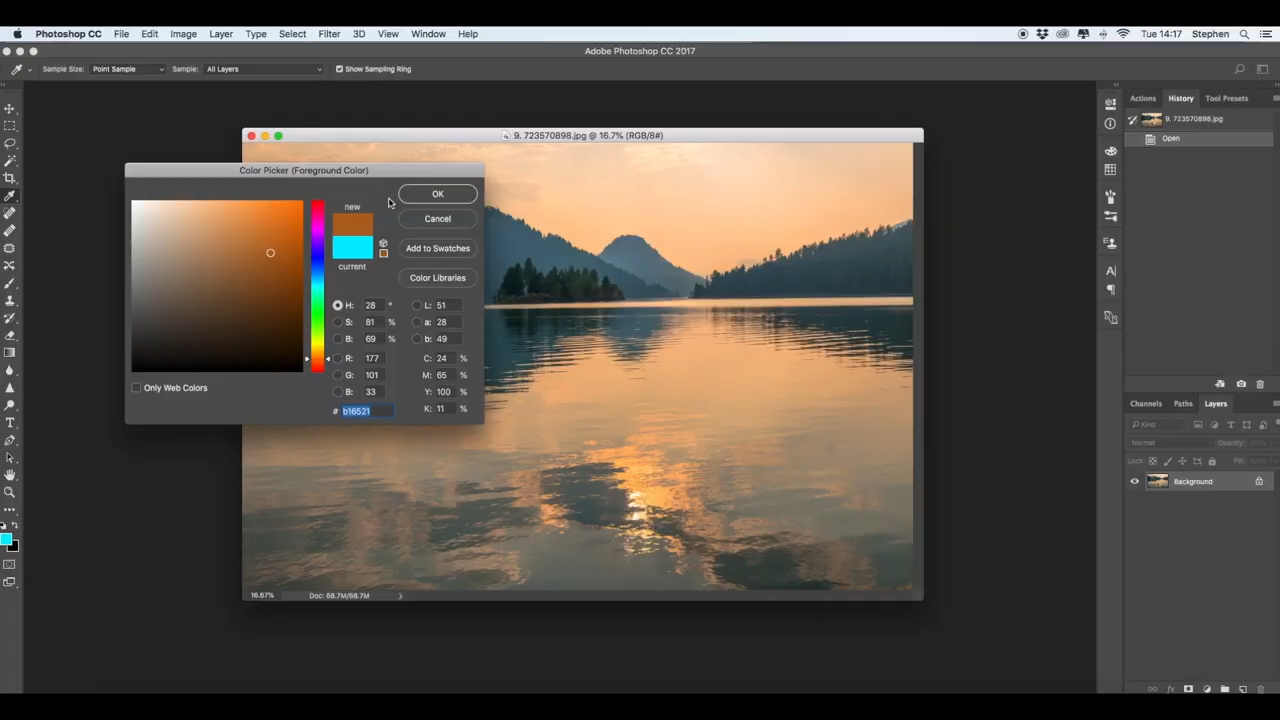 Photoshop CC File Edit Image Layer Type Select Filter 3D View Window Help Tue 14:17 Stephen
Adobe Photoshop CC 2017
Sample Size: Point Sample Sample: All Layers Show Sampling Ring
Actions History Tool Presets
9. 723570898.jpg
Open
9. 723570898.jpg @ 16.7% (RGB/8#)
Color Picker (Foreground Color)
new
current
OK
Cancel
Add to Swatches
Color Libraries
H: 28 ° L: 51
S: 81 % a: 28
B: 69 % b: 49
R: 177 C: 24 %
G: 101 M: 65 %
B: 33 Y: 100 %
# b16521 K: 11 %
Only Web Colors
16.67% Doc: 68.7M/68.7M
Channels Paths Layers
Kind
Normal Opacity: 100%
Lock: Fill:
Background